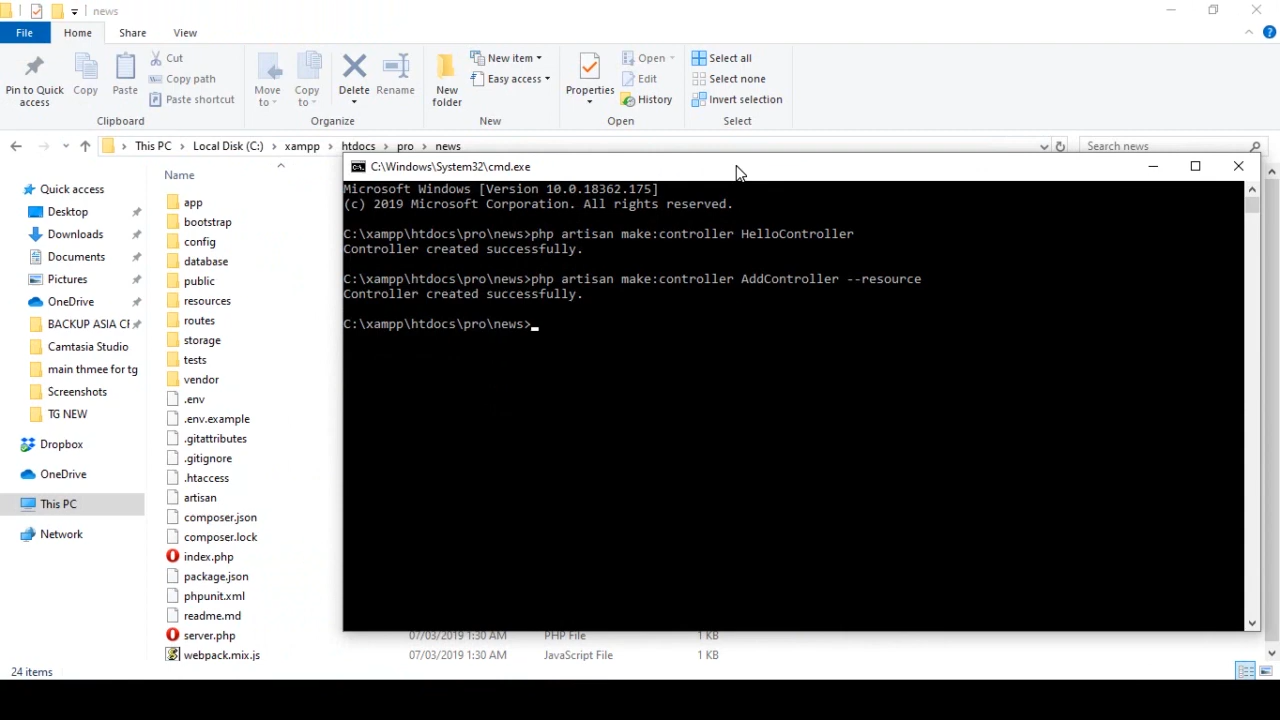 news
File
Home
Share
View
Pin to Quick access
Copy
Paste
Cut
Copy path
Paste shortcut
Clipboard
Move to
Copy to
Delete
Rename
Organize
New folder
New item
Easy access
New
Properties
Open
Edit
History
Open
Select all
Select none
Invert selection
Select
This PC > Local Disk (C:) > xampp > htdocs > pro > news
Search news
Quick access
Desktop
Downloads
Documents
Pictures
OneDrive
BACKUP ASIA CF
Camtasia Studio
main thmee for tg
Screenshots
TG NEW
Dropbox
OneDrive
This PC
Network
Name
app
bootstrap
config
database
public
resources
routes
storage
tests
vendor
.env
.env.example
.gitattributes
.gitignore
.htaccess
artisan
composer.json
composer.lock
index.php
package.json
phpunit.xml
readme.md
server.php 07/03/2019 1:30 AM PHP File 1 KB
webpack.mix.js 07/03/2019 1:30 AM JavaScript File 1 KB
C:\Windows\System32\cmd.exe
Microsoft Windows [Version 10.0.18362.175]
(c) 2019 Microsoft Corporation. All rights reserved.
C:\xampp\htdocs\pro\news>php artisan make:controller HelloController
Controller created successfully.
C:\xampp\htdocs\pro\news>php artisan make:controller AddController --resource
Controller created successfully.
C:\xampp\htdocs\pro\news>
24 items